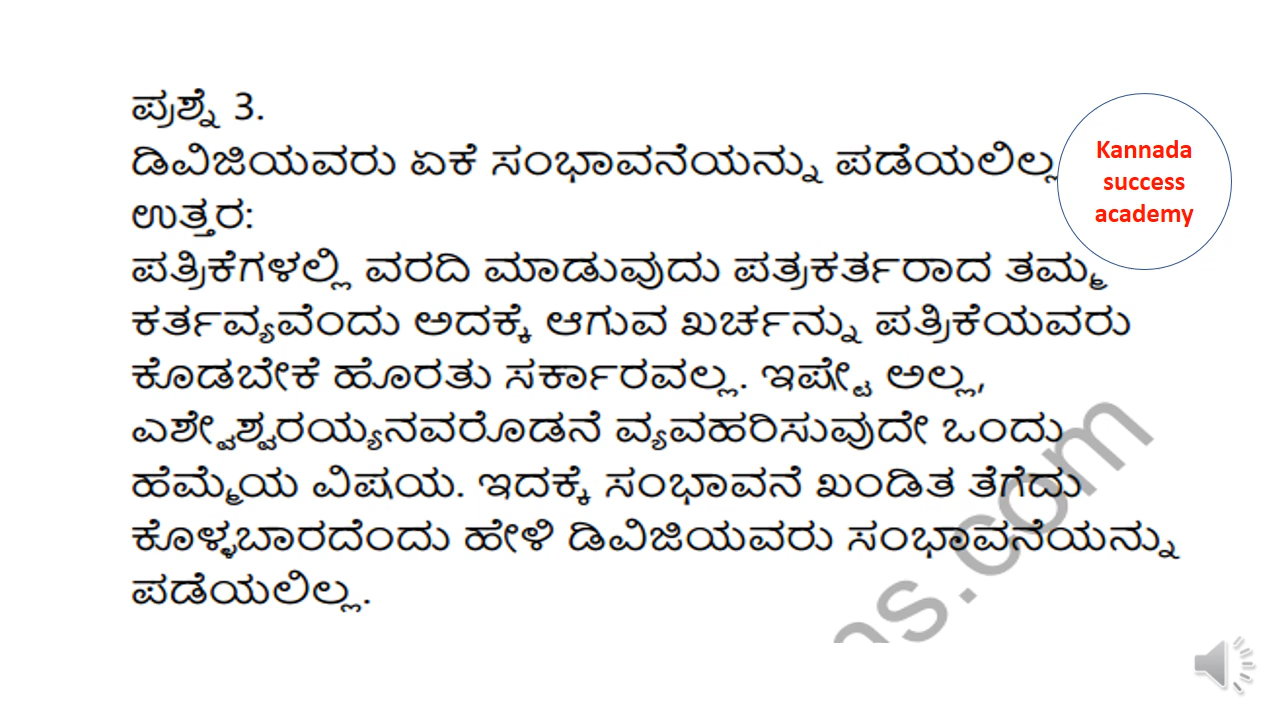 ಪ್ರಶ್ನೆ 3.
ಡಿವಿಜಿಯವರು ಏಕೆ ಸಂಭಾವನೆಯನ್ನು ಪಡೆಯಲಿಲ್ಲ
ಉತ್ತರ:
ಪತ್ರಿಕೆಗಳಲ್ಲಿ ವರದಿ ಮಾಡುವುದು ಪತ್ರಕರ್ತರಾದ ತಮ್ಮ
ಕರ್ತವ್ಯವೆಂದು ಅದಕ್ಕೆ ಆಗುವ ಖರ್ಚನ್ನು ಪತ್ರಿಕೆಯವರು
ಕೊಡಬೇಕೆ ಹೊರತು ಸರ್ಕಾರವಲ್ಲ. ಇಷ್ಟೇ ಅಲ್ಲ,
ಎಶ್ವೇಶ್ವರಯ್ಯನವರೊಡನೆ ವ್ಯವಹರಿಸುವುದೇ ಒಂದು
ಹೆಮ್ಮೆಯ ವಿಷಯ. ಇದಕ್ಕೆ ಸಂಭಾವನೆ ಖಂಡಿತ ತೆಗೆದು
ಕೊಳ್ಳಬಾರದೆಂದು ಹೇಳಿ ಡಿವಿಜಿಯವರು ಸಂಭಾವನೆಯನ್ನು
ಪಡೆಯಲಿಲ್ಲ.
Kannada
success
academy
ns.com